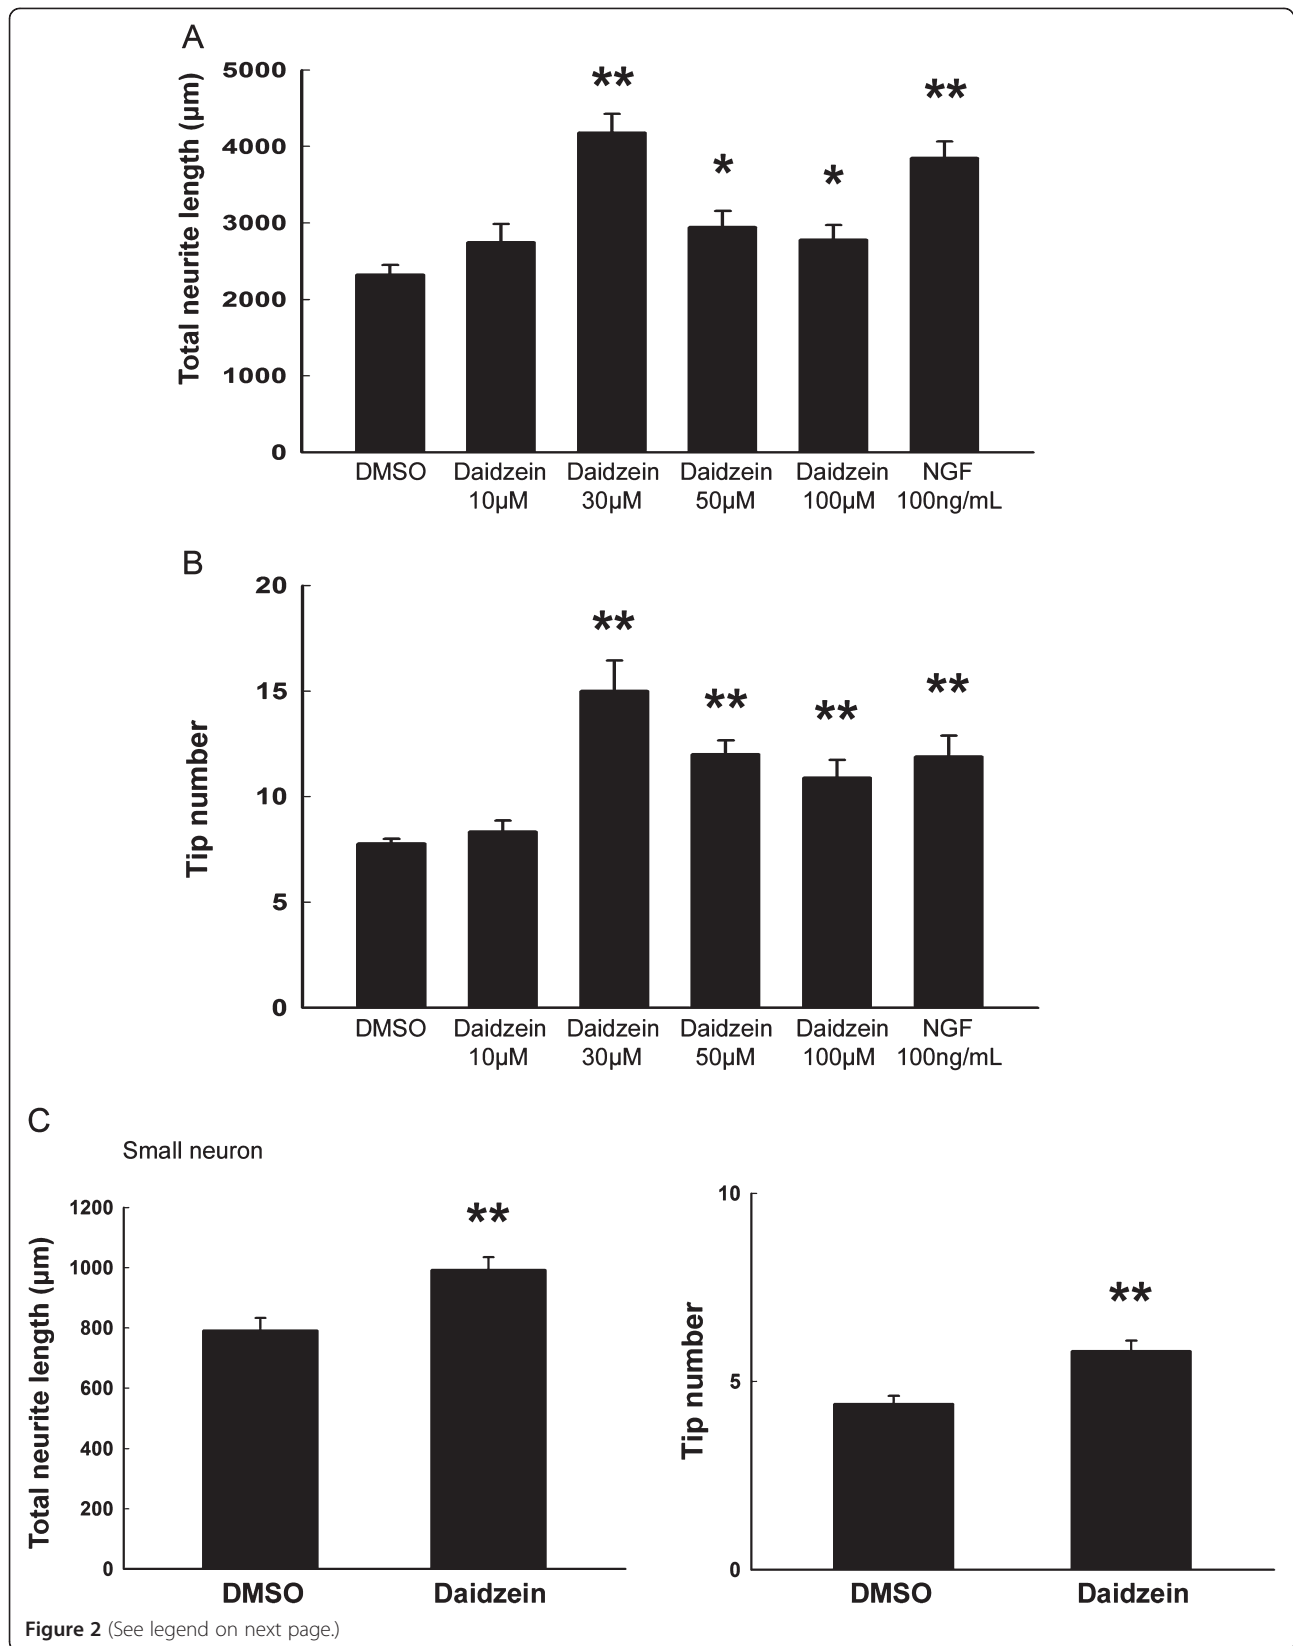 A
Total neurite length (µm)
5000
4000
3000
2000
1000
0
**
*
*
**
DMSO Daidzein Daidzein Daidzein Daidzein NGF
10µM 30µM 50µM 100µM 100ng/mL
B
Tip number
20
15
10
5
0
**
**
**
**
DMSO Daidzein Daidzein Daidzein Daidzein NGF
10µM 30µM 50µM 100µM 100ng/mL
C
Small neuron
Total neurite length (µm)
1200
1000
800
600
400
200
0
**
DMSO Daidzein
Tip number
10
5
0
**
DMSO Daidzein
Figure 2 (See legend on next page.)